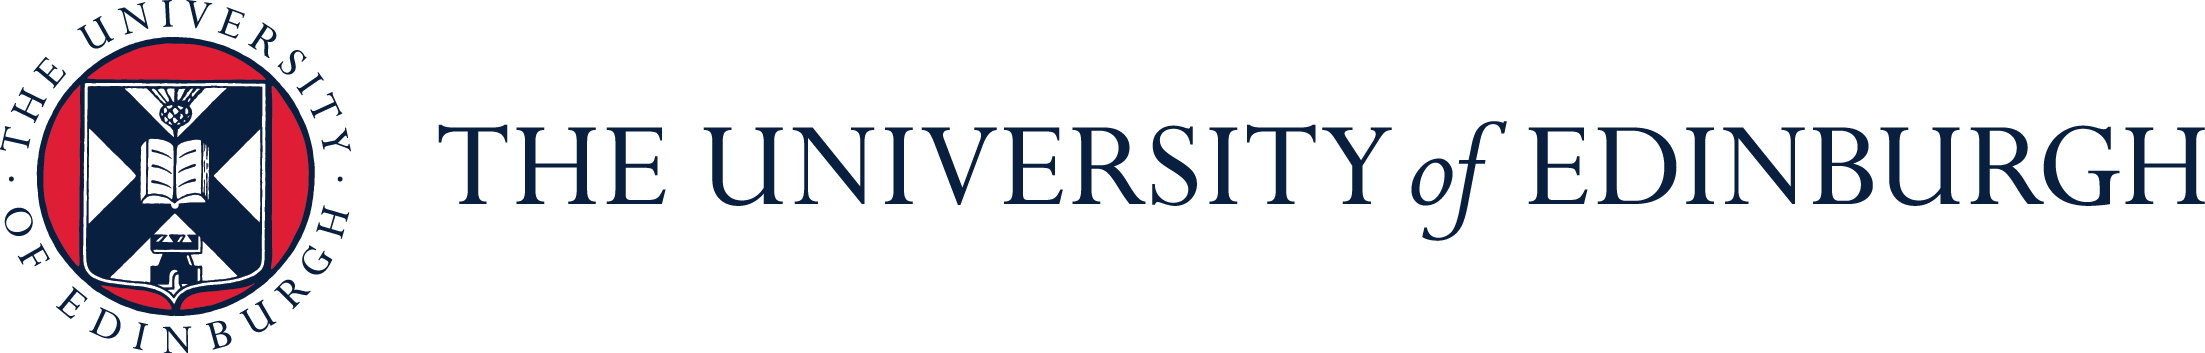 THE UNIVERSITY OF EDINBURGH
THE UNIVERSITY of EDINBURGH